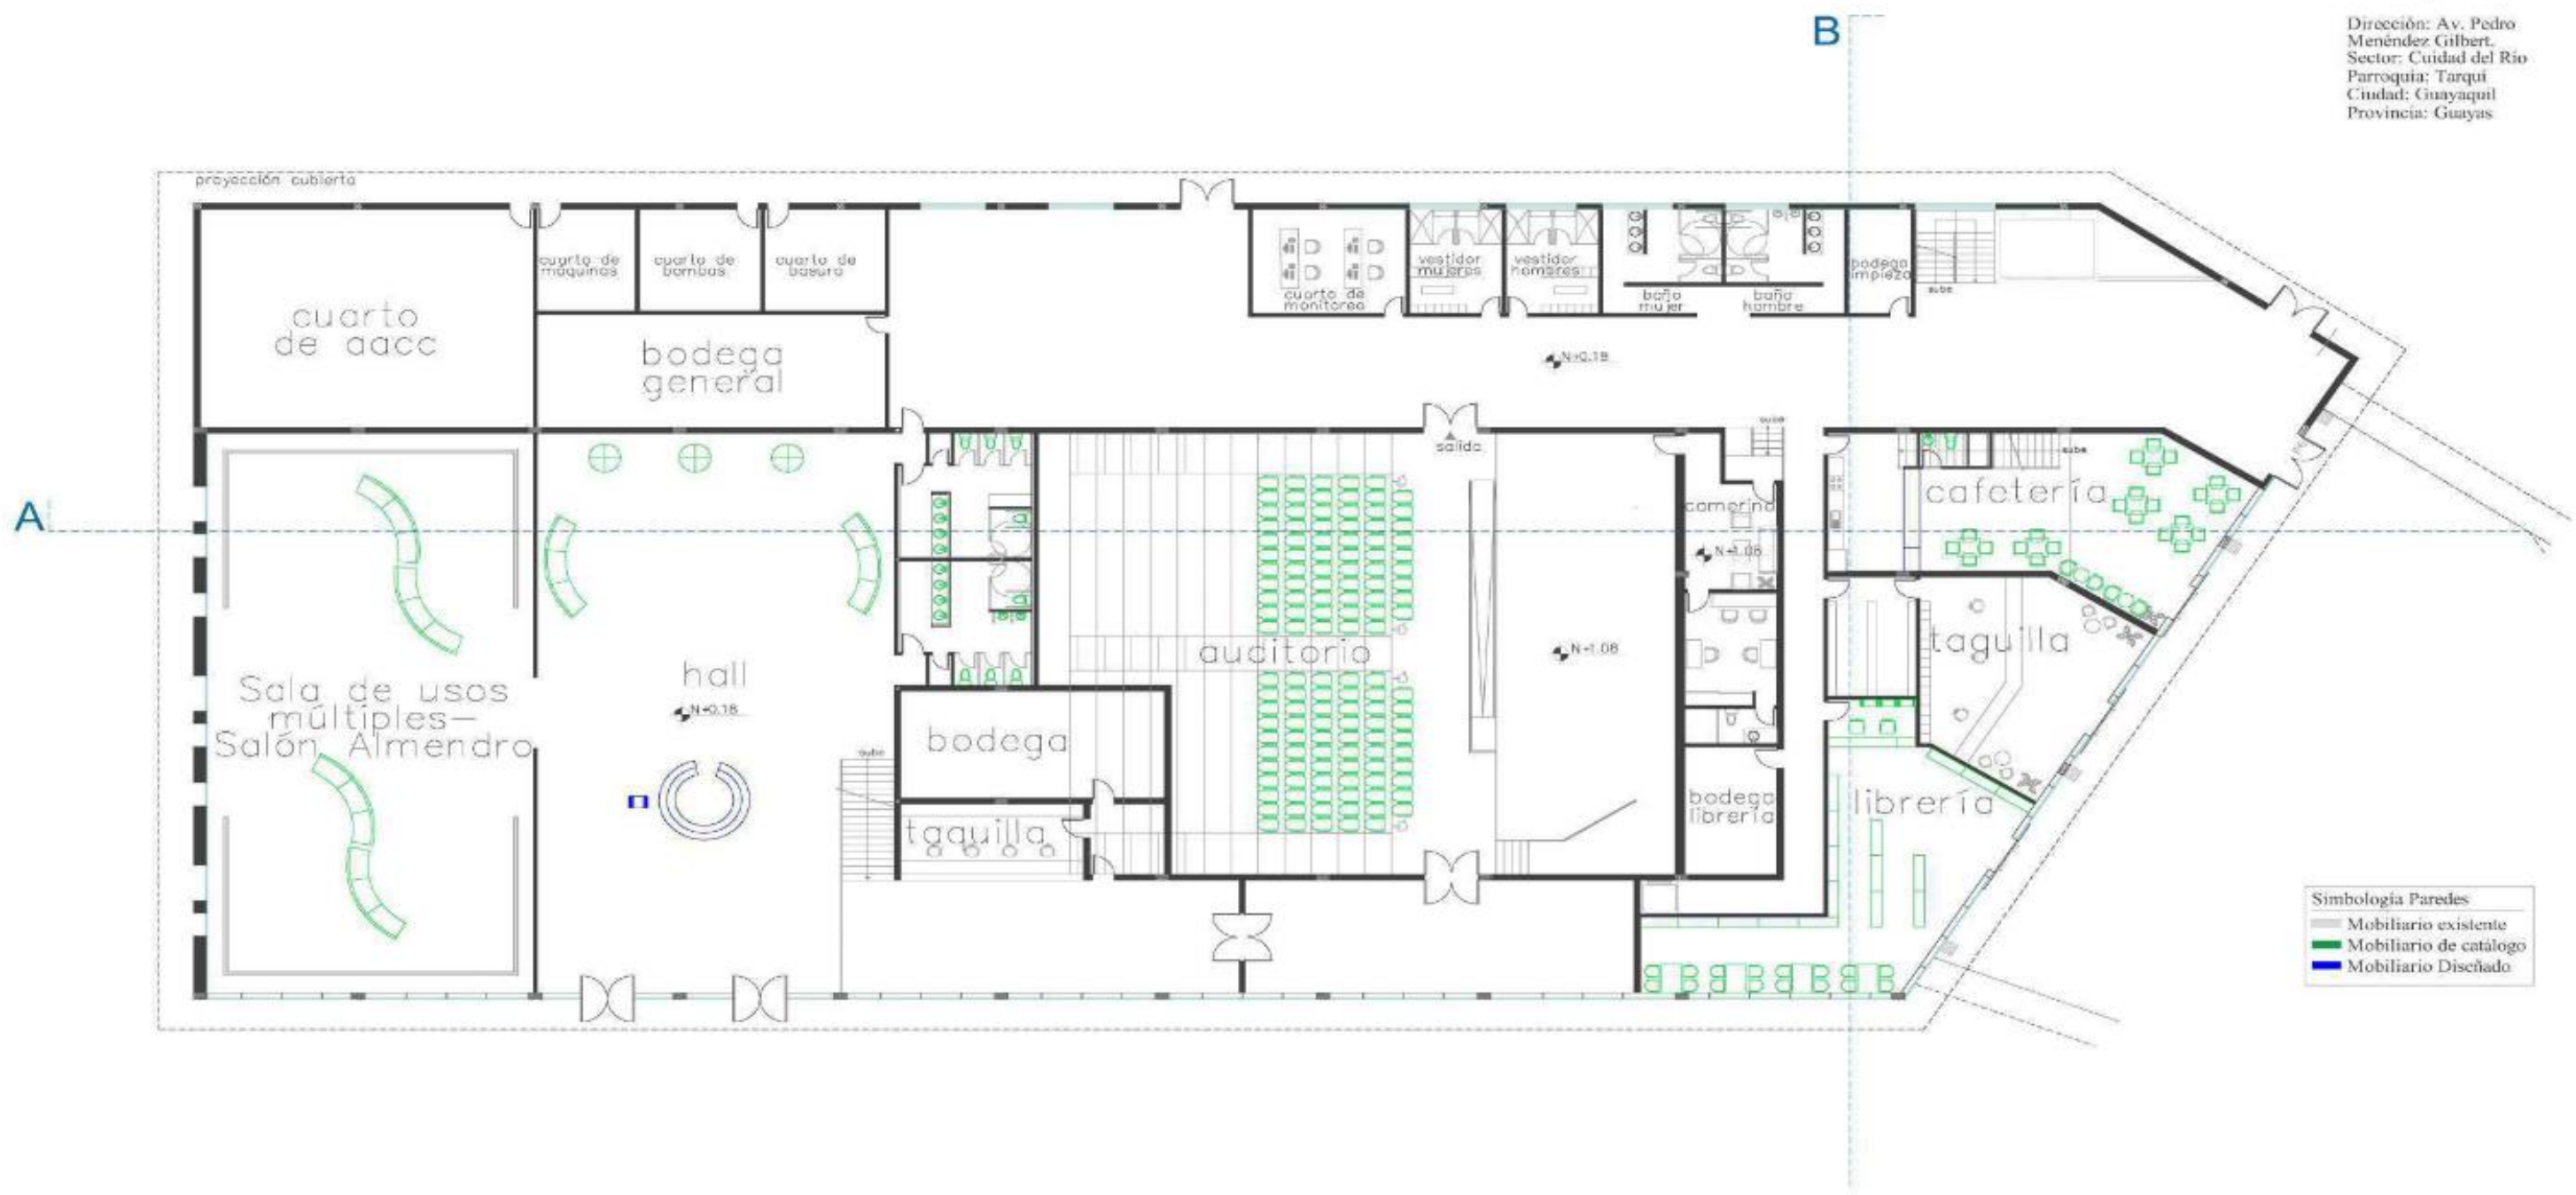 B
Dirección: Av. Pedro
Menéndez Gilbert.
Sector: Cuidad del Río
Parroquia: Tarqui
Ciudad: Guayaquil
Provincia: Guayas
proyección cubierta
cuarto
de aacc
cuarto de
máquinas
cuarto de
bombas
cuarto de
basura
bodega
general
cuarto de
monitoreo
vestidor
mujeres
vestidor
hombres
baño
mujer
baño
hombre
bodega
limpieza
sube
N+0.18
salida
sube
A
camerino
N+1.08
sube
cafetería
Sala de usos
múltiples-
Salón Almendro
hall
N+0.18
sube
bodega
taquilla
auditorio
N+1.08
taquilla
bodega
librería
librería
Simbología Paredes
Mobiliario existente
Mobiliario de catálogo
Mobiliario Diseñado